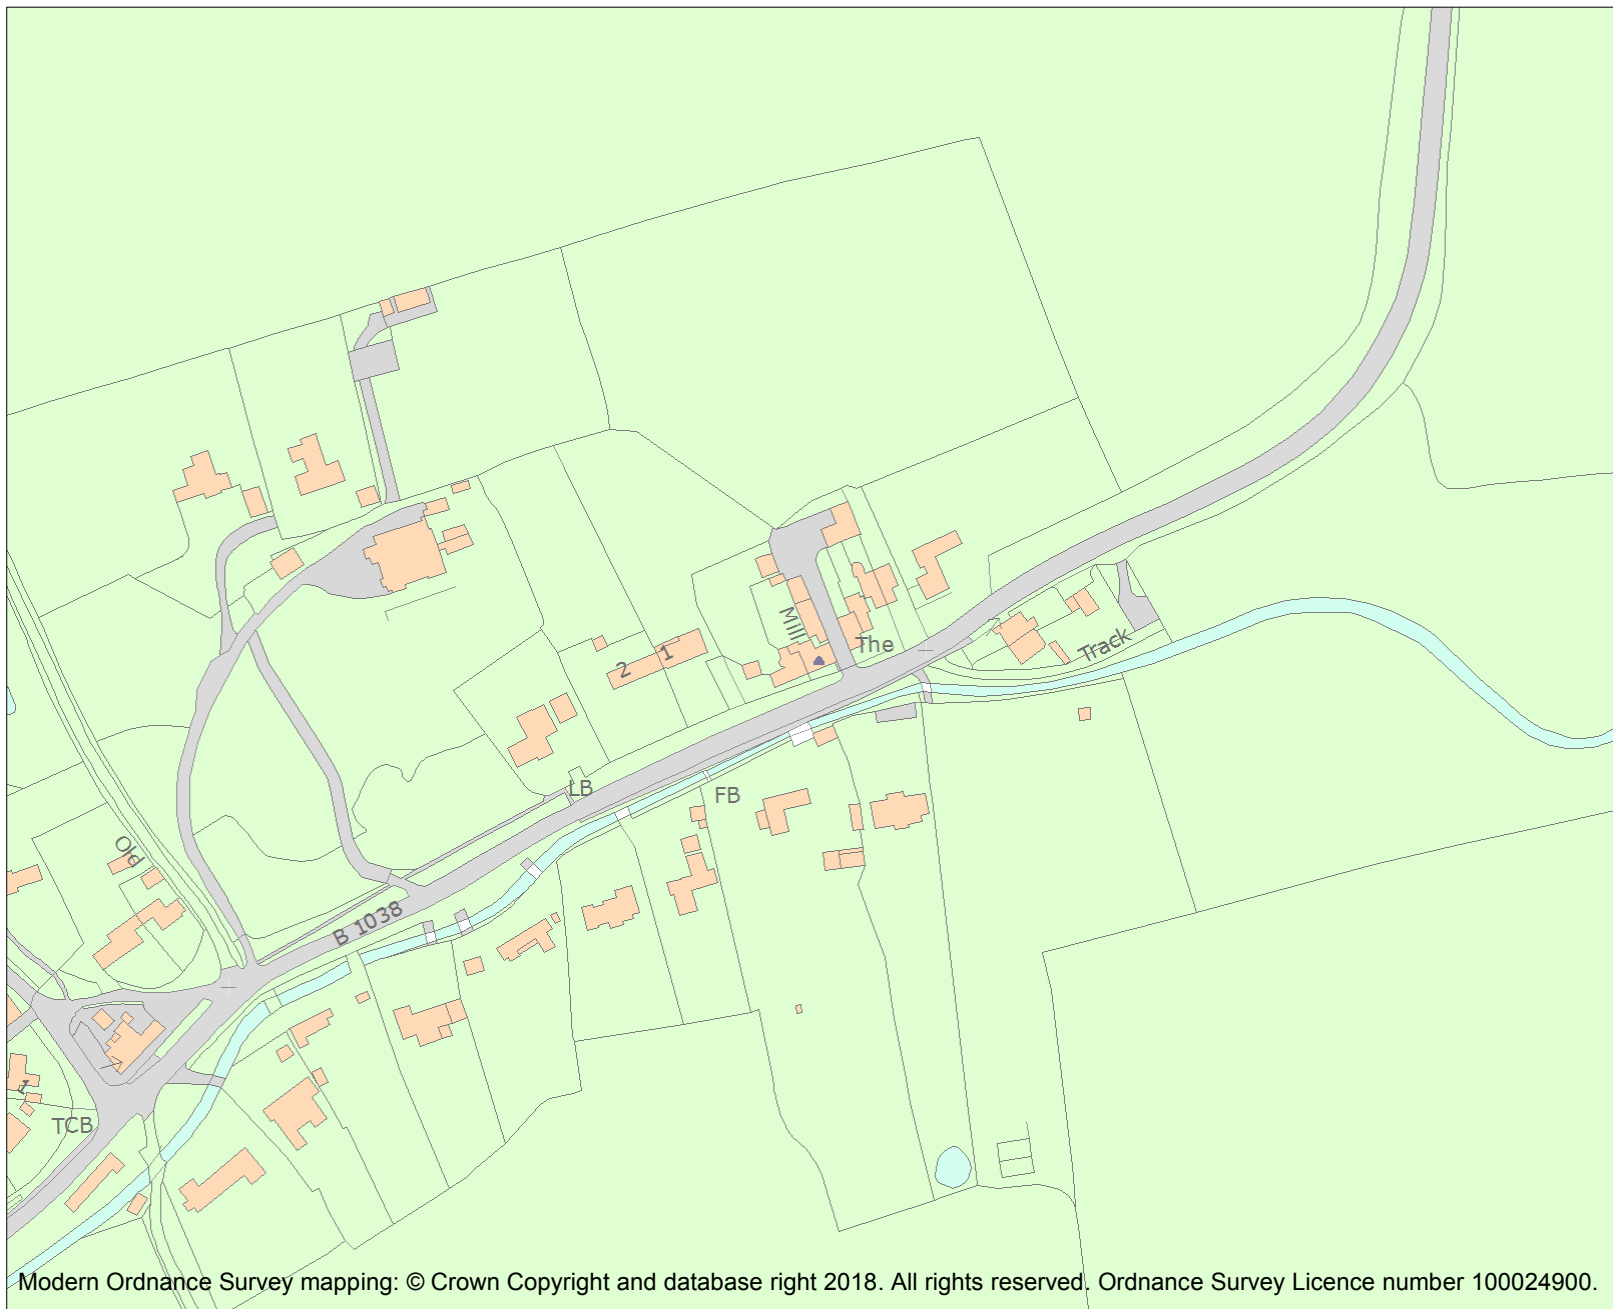 Mill
The
2
1
Track
LB
FB
Old
B 1038
1
TCB
Modern Ordnance Survey mapping: © Crown Copyright and database right 2018. All rights reserved. Ordnance Survey Licence number 100024900.